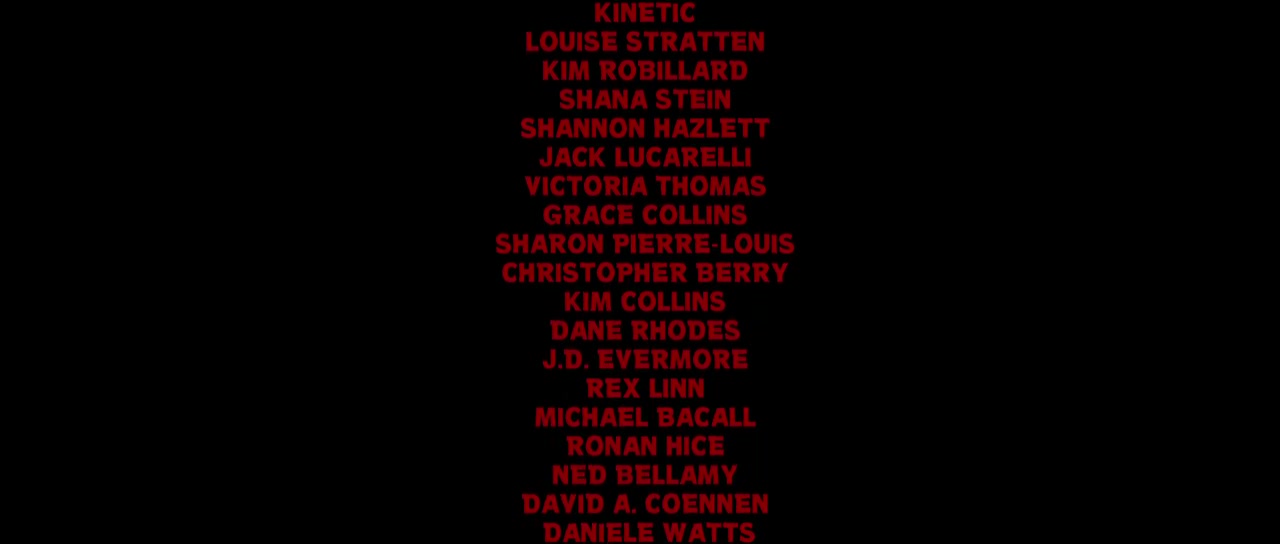 KINETIC
LOUISE STRATTEN
KIM ROBILLARD
SHANA STEIN
SHANNON HAZLETT
JACK LUCARELLI
VICTORIA THOMAS
GRACE COLLINS
SHARON PIERRE-LOUIS
CHRISTOPHER BERRY
KIM COLLINS
DANE RHODES
J.D. EVERMORE
REX LINN
MICHAEL BACALL
RONAN HICE
NED BELLAMY
DAVID A. COENNEN
DANIELE WATTS